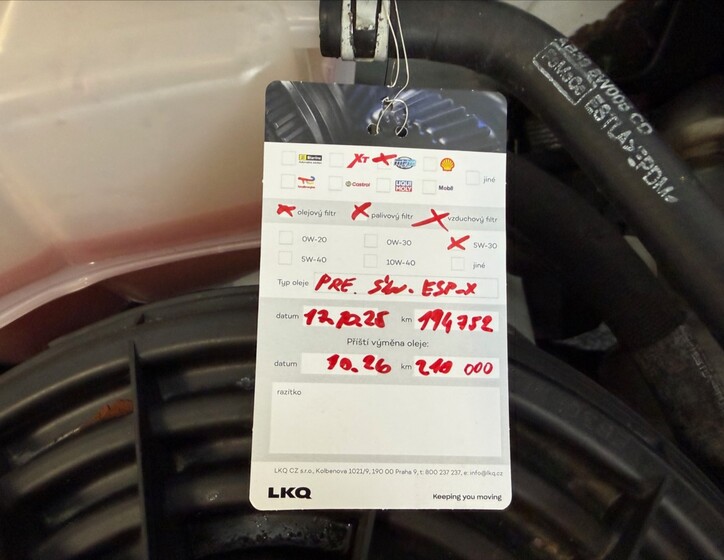 XT
Shell
jiné
Castrol
LIQUI MOLY
Mobil
olejový filtr palivový filtr vzduchový filtr
0W-20 0W-30 5W-30
5W-40 10W-40 jiné
Typ oleje PRE. SYN. ESP-X
datum 17.10.25 km 194752
Příští výměna oleje:
datum 10.26 km 210 000
razítko
LKQ CZ s.r.o., Kolbenova 1021/9, 190 00 Praha 9, t: 800 237 237, e: info@lkq.cz
LKQ Keeping you moving